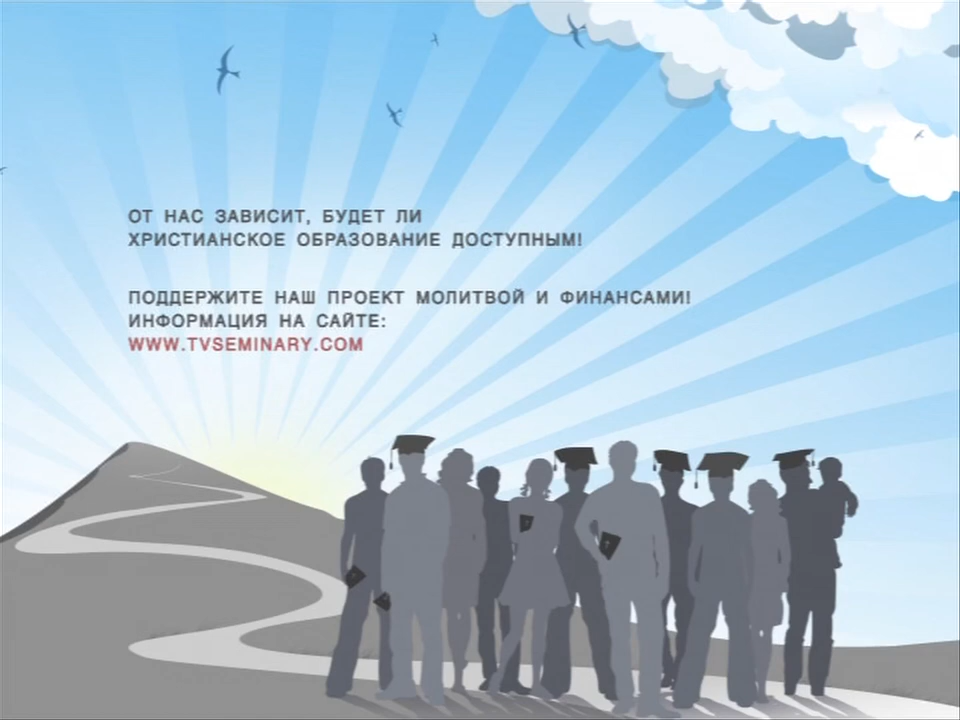 ОТ НАС ЗАВИСИТ, БУДЕТ ЛИ
ХРИСТИАНСКОЕ ОБРАЗОВАНИЕ ДОСТУПНЫМ!
ПОДДЕРЖИТЕ НАШ ПРОЕКТ МОЛИТВОЙ И ФИНАНСАМИ!
ИНФОРМАЦИЯ НА САЙТЕ:
WWW.TVSEMINARY.COM